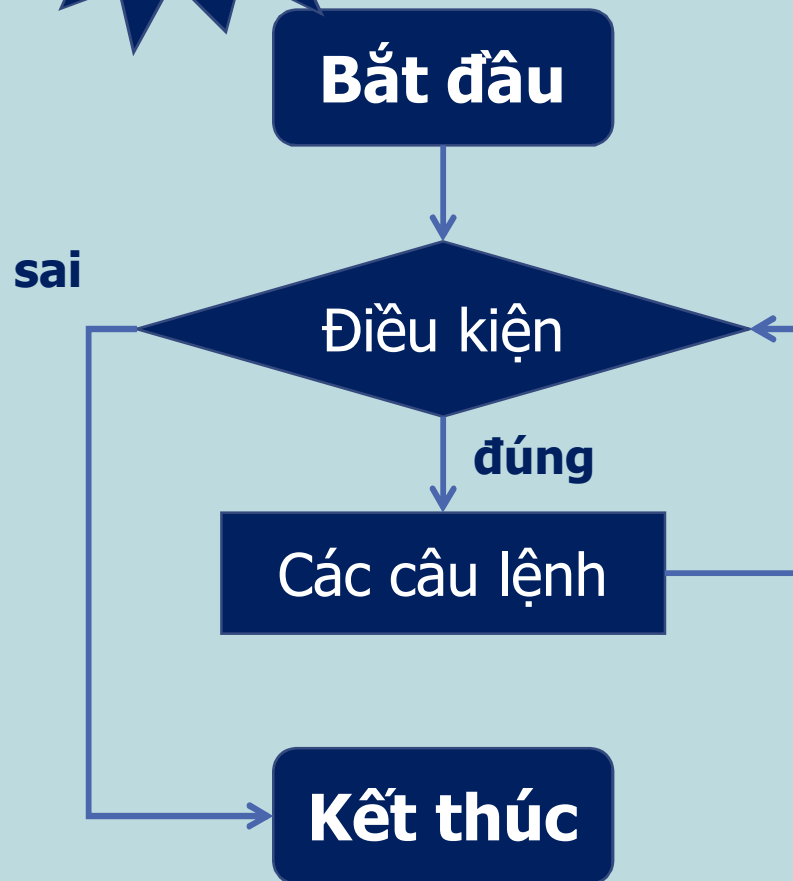 Bắt đầu
sai
Điều kiện
đúng
Các câu lệnh
Kết thúc